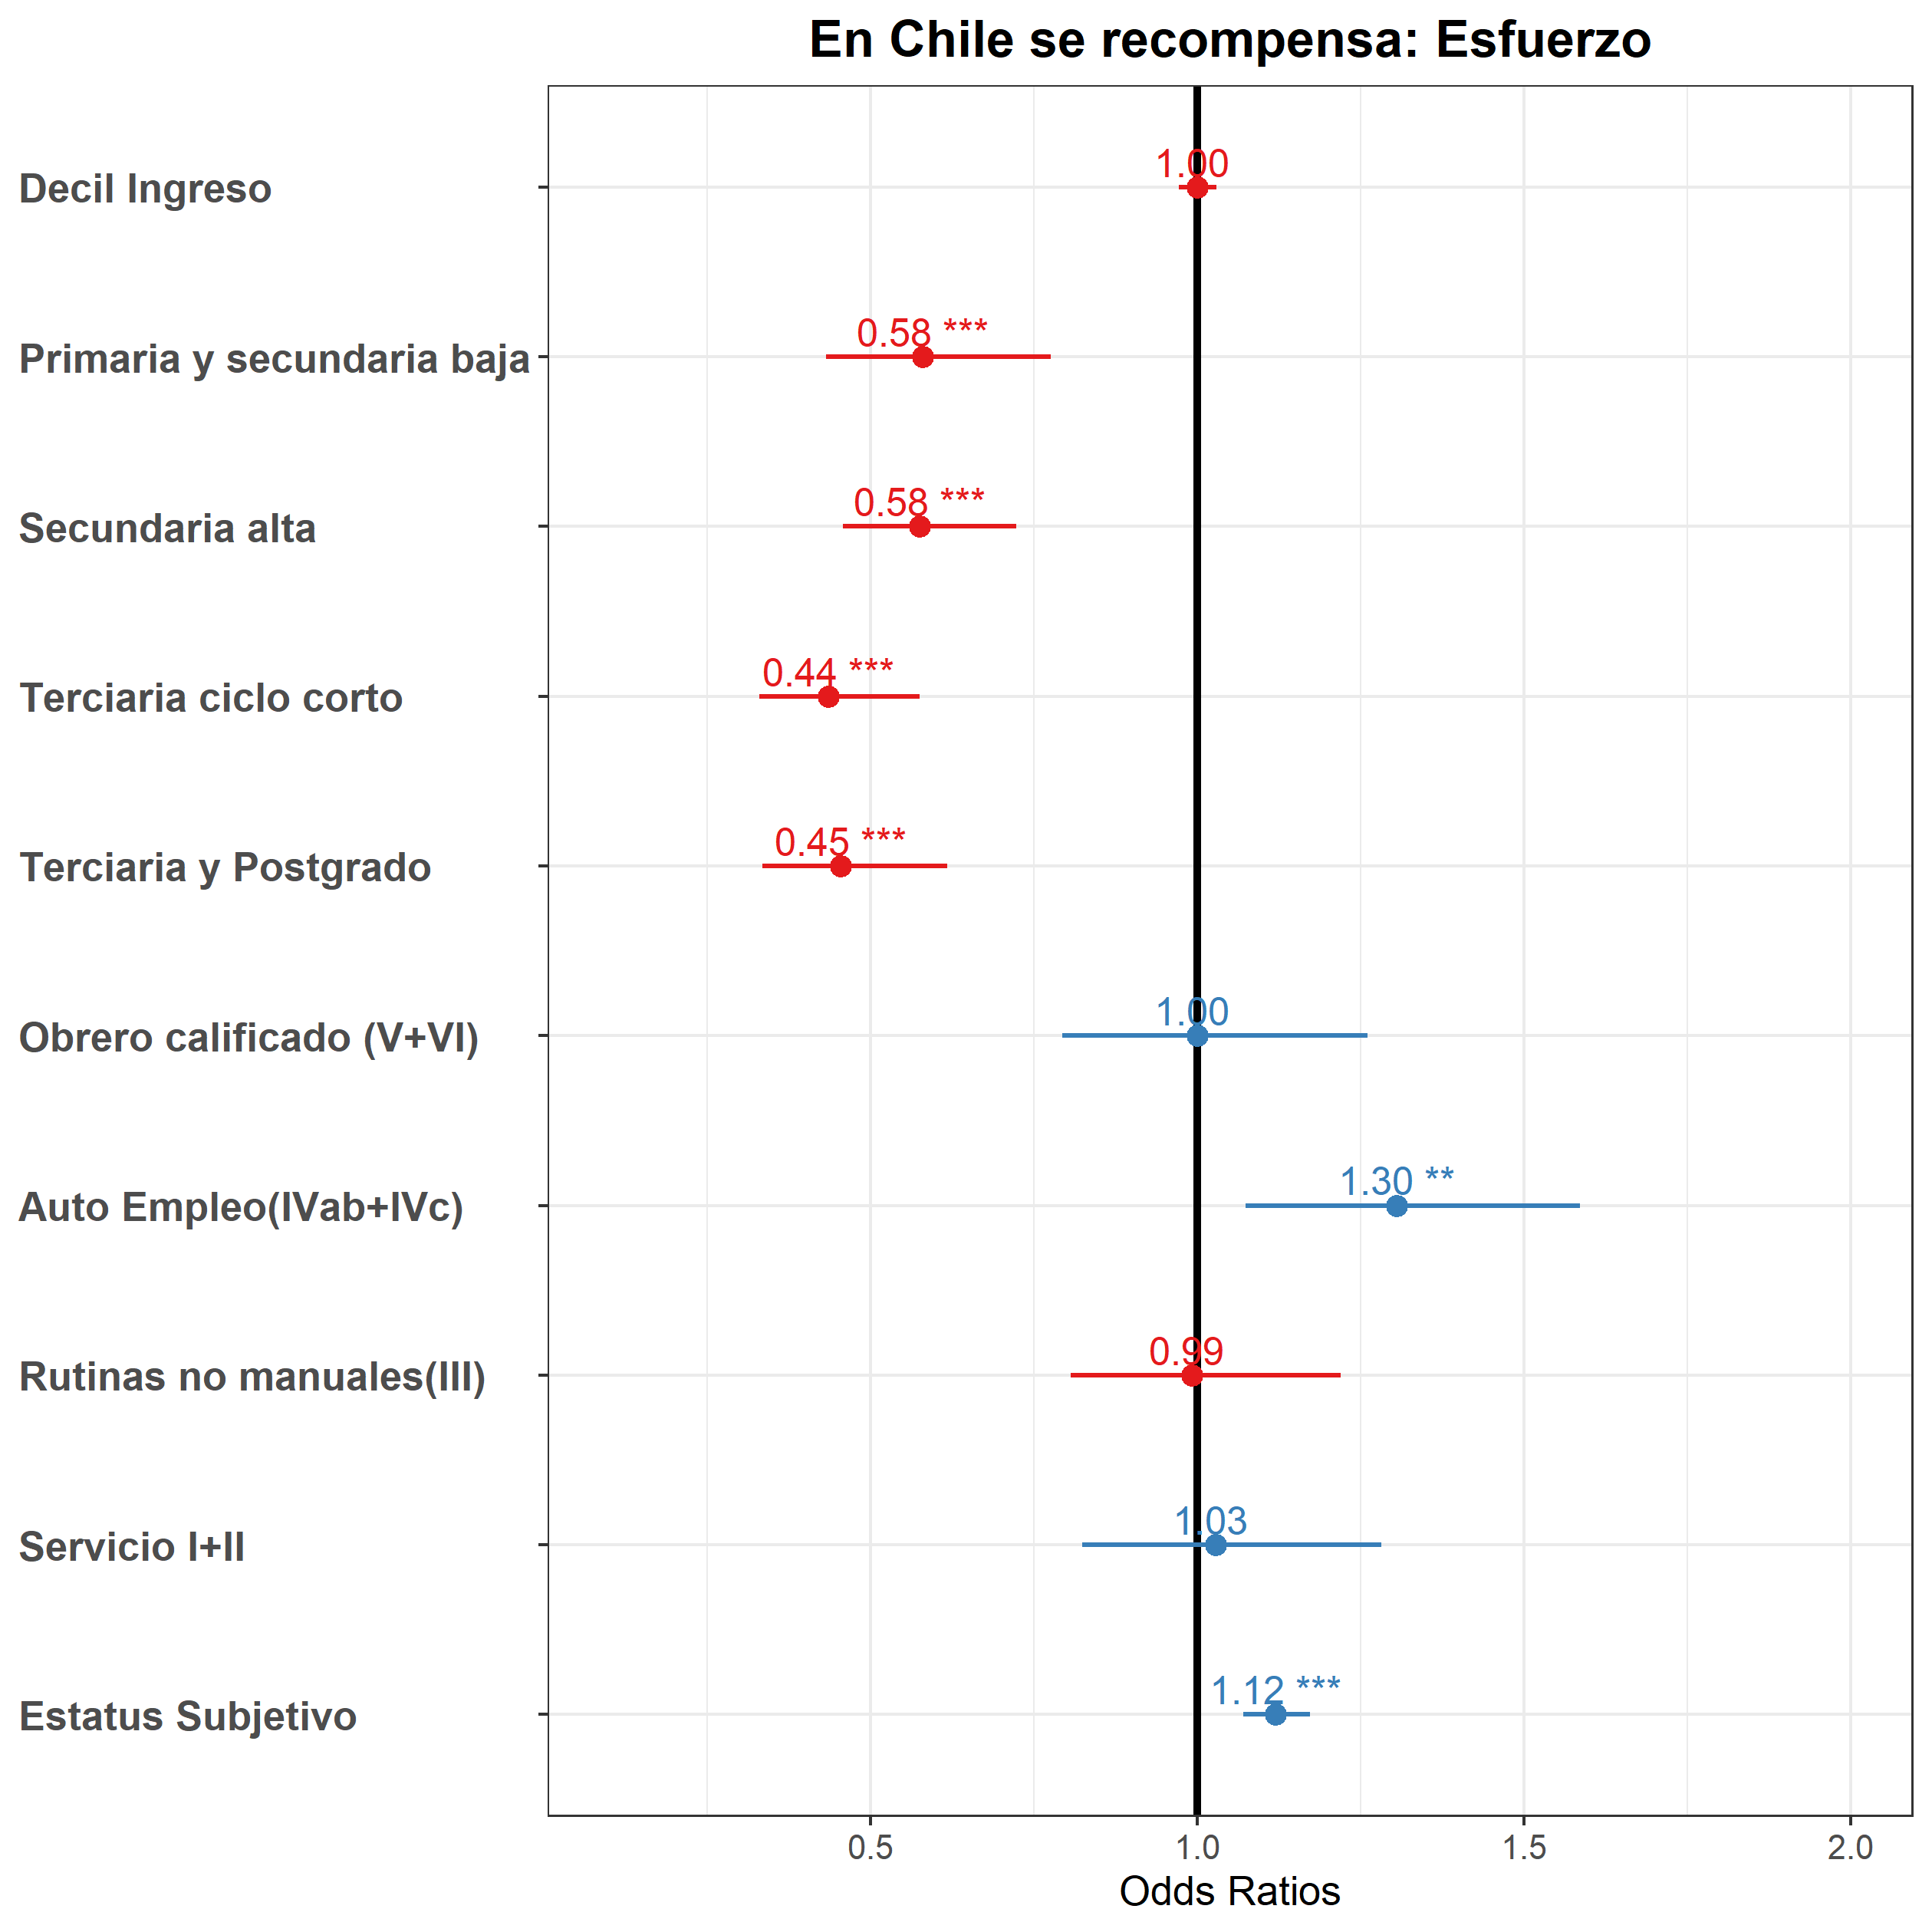 En Chile se recompensa: Esfuerzo
Decil Ingreso
1.00
Primaria y secundaria baja
0.58 ***
Secundaria alta
0.58 ***
Terciaria ciclo corto
0.44 ***
Terciaria y Postgrado
0.45 ***
Obrero calificado (V+VI)
1.00
Auto Empleo(IVab+IVc)
1.30 **
Rutinas no manuales(III)
0.99
Servicio I+II
1.03
Estatus Subjetivo
1.12 ***
0.5 1.0 1.5 2.0
Odds Ratios